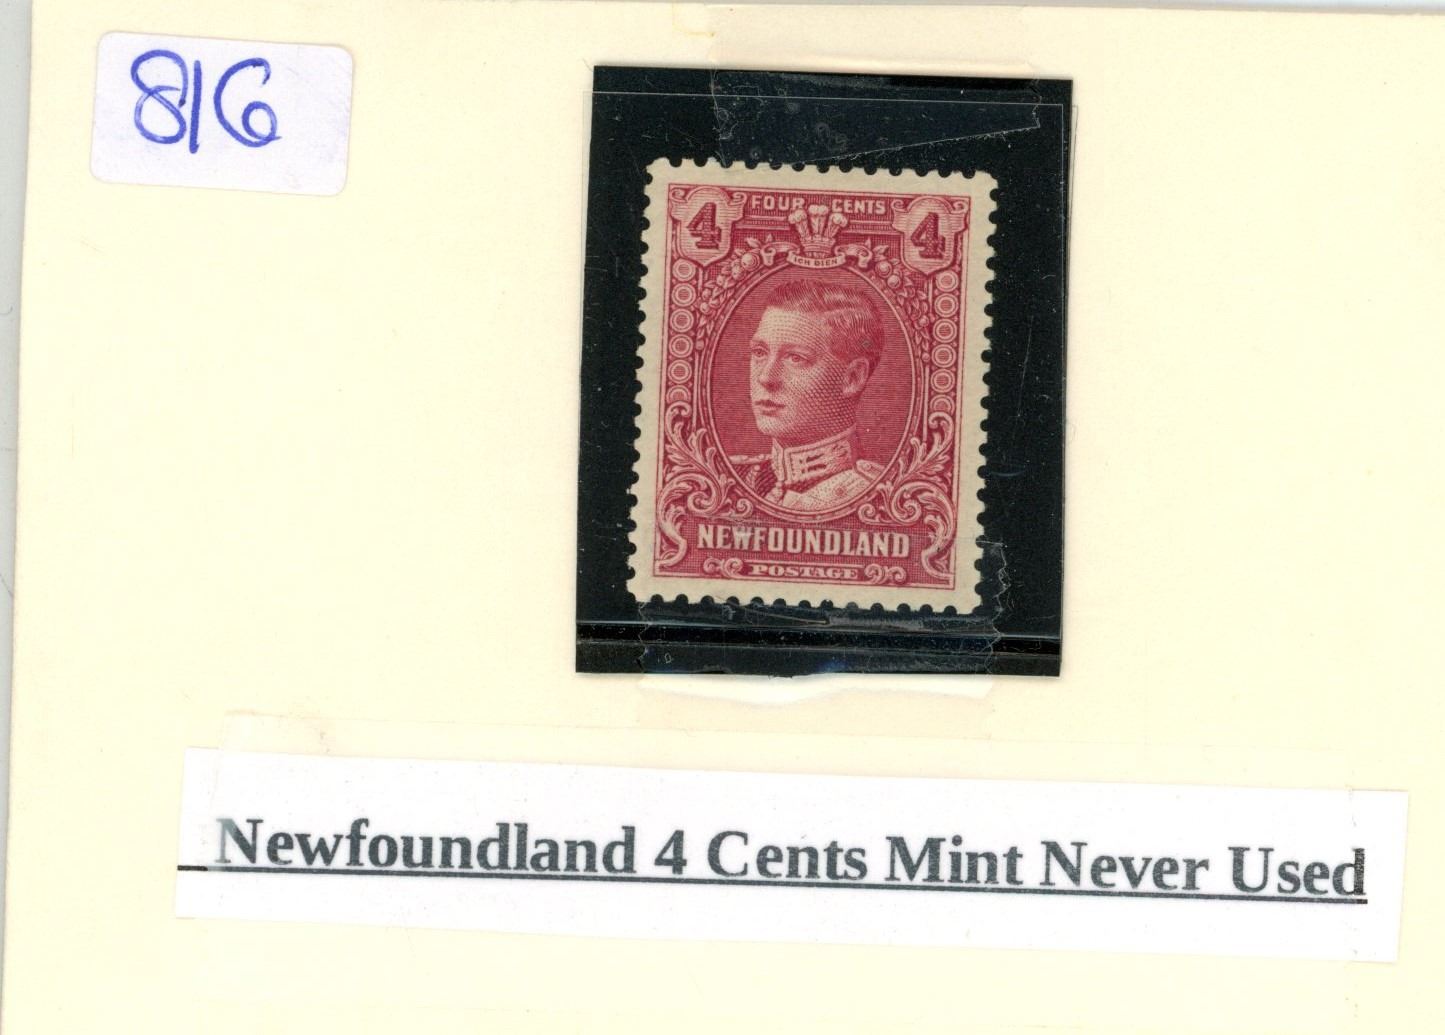 816
4 FOUR CENTS 4
ICH DIEN
NEWFOUNDLAND
POSTAGE
Newfoundland 4 Cents Mint Never Used